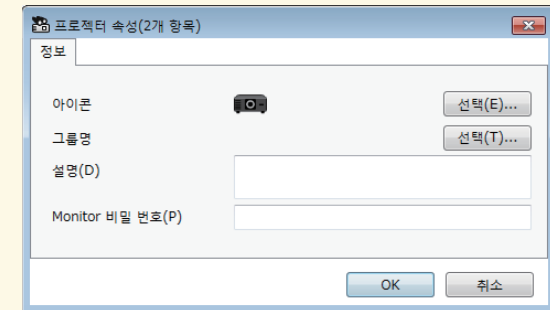 프로젝터 속성(2개 항목)
정보
아이콘 선택(E)...
그룹명 선택(T)...
설명(D)
Monitor 비밀 번호(P)
OK 취소